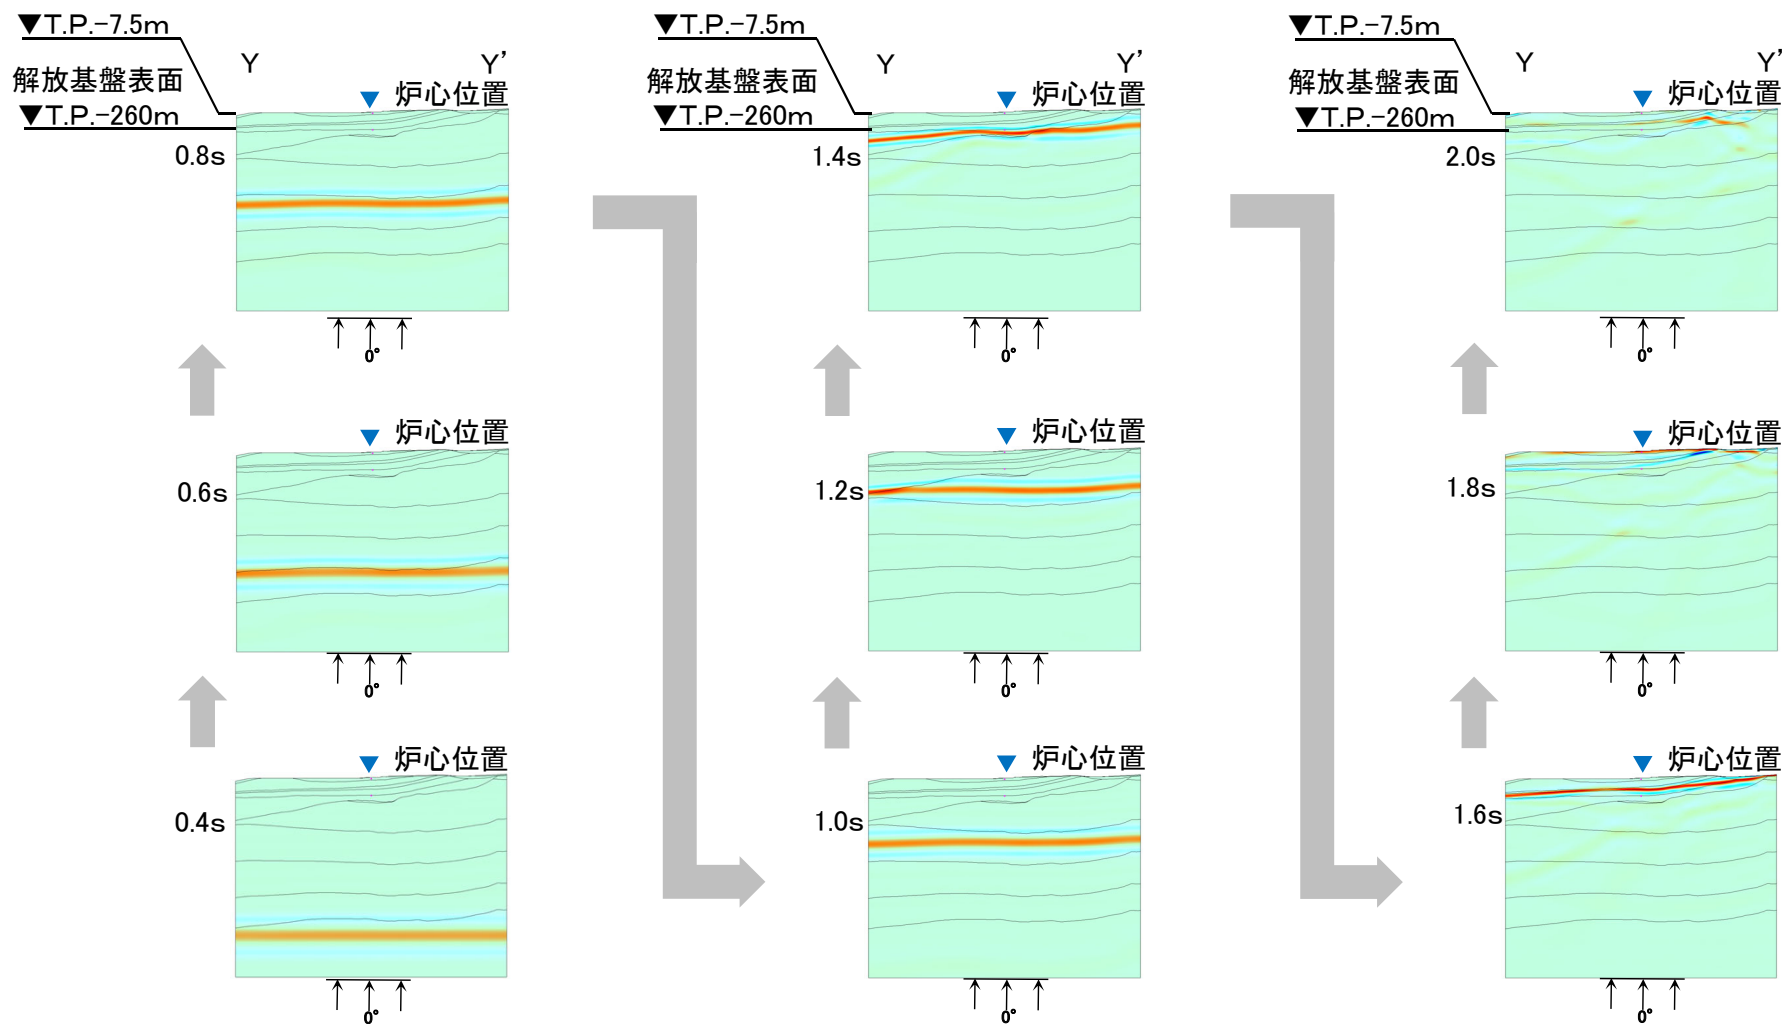 ▼T.P.-7.5m
Y
Y'
解放基盤表面
炉心位置
▼T.P.-260m
0.8s
0°
炉心位置
0.6s
0°
炉心位置
0.4s
0°
▼T.P.-7.5m
Y
Y'
解放基盤表面
炉心位置
▼T.P.-260m
1.4s
0°
炉心位置
1.2s
0°
炉心位置
1.0s
0°
▼T.P.-7.5m
Y
Y'
解放基盤表面
炉心位置
▼T.P.-260m
2.0s
0°
炉心位置
1.8s
0°
炉心位置
1.6s
0°